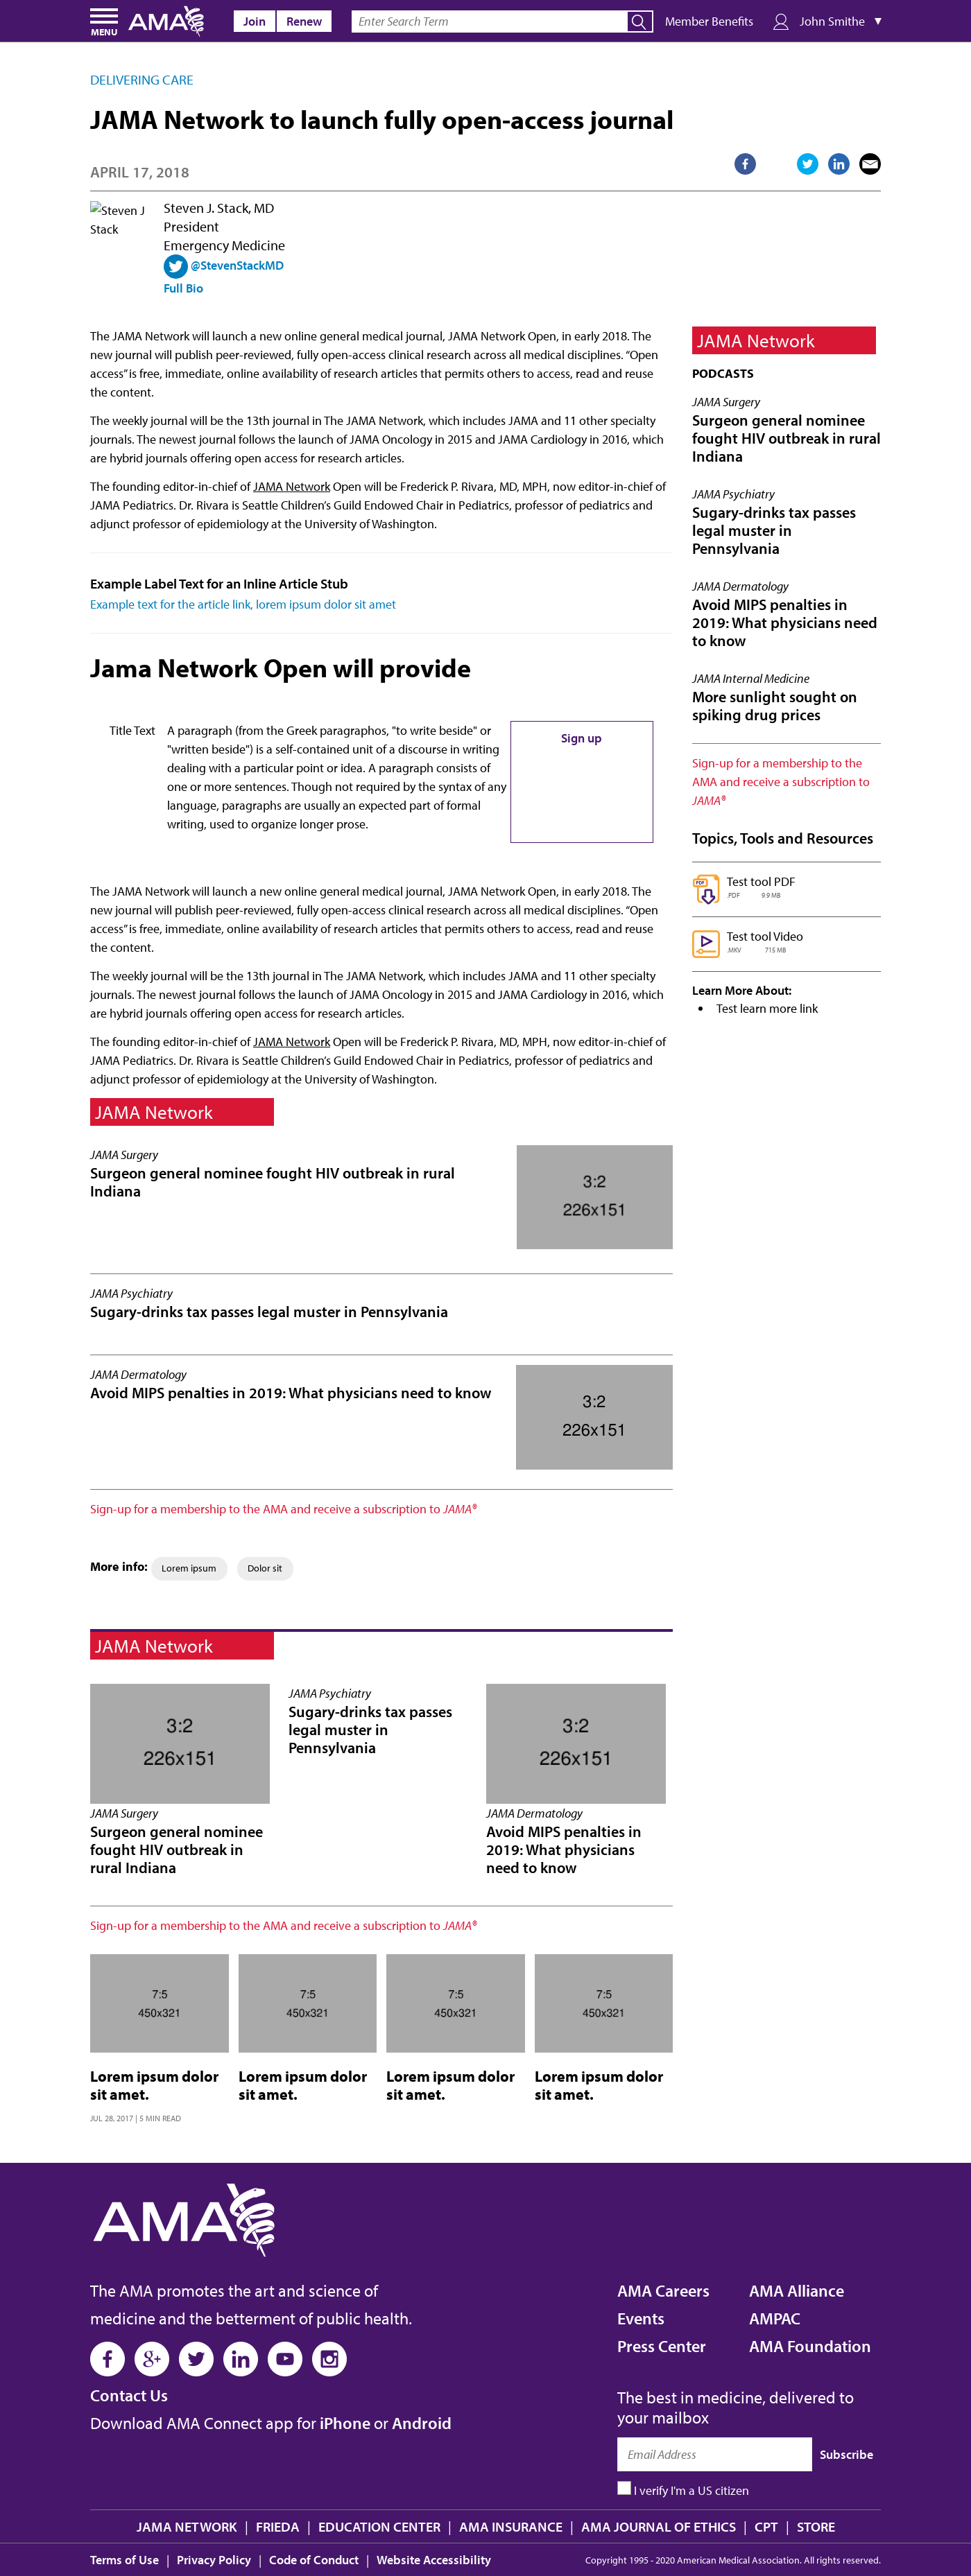 MENU
AMA
Join
Renew
Enter Search Term
Member Benefits
John Smithe ▼
DELIVERING CARE
JAMA Network to launch fully open-access journal
APRIL 17, 2018
Steven J Stack
Steven J. Stack, MD
President
Emergency Medicine
@StevenStackMD
Full Bio
The JAMA Network will launch a new online general medical journal, JAMA Network Open, in early 2018. The
new journal will publish peer-reviewed, fully open-access clinical research across all medical disciplines. “Open
access” is free, immediate, online availability of research articles that permits others to access, read and reuse
the content.
The weekly journal will be the 13th journal in The JAMA Network, which includes JAMA and 11 other specialty
journals. The newest journal follows the launch of JAMA Oncology in 2015 and JAMA Cardiology in 2016, which
are hybrid journals offering open access for research articles.
The founding editor-in-chief of JAMA Network Open will be Frederick P. Rivara, MD, MPH, now editor-in-chief of
JAMA Pediatrics. Dr. Rivara is Seattle Children’s Guild Endowed Chair in Pediatrics, professor of pediatrics and
adjunct professor of epidemiology at the University of Washington.
Example Label Text for an Inline Article Stub
Example text for the article link, lorem ipsum dolor sit amet
Jama Network Open will provide
Title Text
A paragraph (from the Greek paragraphos, "to write beside" or
"written beside") is a self-contained unit of a discourse in writing
dealing with a particular point or idea. A paragraph consists of
one or more sentences. Though not required by the syntax of any
language, paragraphs are usually an expected part of formal
writing, used to organize longer prose.
Sign up
The JAMA Network will launch a new online general medical journal, JAMA Network Open, in early 2018. The
new journal will publish peer-reviewed, fully open-access clinical research across all medical disciplines. “Open
access” is free, immediate, online availability of research articles that permits others to access, read and reuse
the content.
The weekly journal will be the 13th journal in The JAMA Network, which includes JAMA and 11 other specialty
journals. The newest journal follows the launch of JAMA Oncology in 2015 and JAMA Cardiology in 2016, which
are hybrid journals offering open access for research articles.
The founding editor-in-chief of JAMA Network Open will be Frederick P. Rivara, MD, MPH, now editor-in-chief of
JAMA Pediatrics. Dr. Rivara is Seattle Children’s Guild Endowed Chair in Pediatrics, professor of pediatrics and
adjunct professor of epidemiology at the University of Washington.
JAMA Network
JAMA Surgery
Surgeon general nominee fought HIV outbreak in rural
Indiana
3:2
226x151
JAMA Psychiatry
Sugary-drinks tax passes legal muster in Pennsylvania
JAMA Dermatology
Avoid MIPS penalties in 2019: What physicians need to know
3:2
226x151
Sign-up for a membership to the AMA and receive a subscription to JAMA®
More info:
Lorem ipsum
Dolor sit
JAMA Network
3:2
226x151
JAMA Surgery
Surgeon general nominee
fought HIV outbreak in
rural Indiana
JAMA Psychiatry
Sugary-drinks tax passes
legal muster in
Pennsylvania
3:2
226x151
JAMA Dermatology
Avoid MIPS penalties in
2019: What physicians
need to know
Sign-up for a membership to the AMA and receive a subscription to JAMA®
7:5
450x321
Lorem ipsum dolor
sit amet.
JUL 28, 2017 | 5 MIN READ
7:5
450x321
Lorem ipsum dolor
sit amet.
7:5
450x321
Lorem ipsum dolor
sit amet.
7:5
450x321
Lorem ipsum dolor
sit amet.
JAMA Network
PODCASTS
JAMA Surgery
Surgeon general nominee
fought HIV outbreak in rural
Indiana
JAMA Psychiatry
Sugary-drinks tax passes
legal muster in
Pennsylvania
JAMA Dermatology
Avoid MIPS penalties in
2019: What physicians need
to know
JAMA Internal Medicine
More sunlight sought on
spiking drug prices
Sign-up for a membership to the
AMA and receive a subscription to
JAMA®
Topics, Tools and Resources
PDF
Test tool PDF
.PDF 9.9 MB
Test tool Video
.MKV 715 MB
Learn More About:
• Test learn more link
AMA
The AMA promotes the art and science of
medicine and the betterment of public health.
Contact Us
Download AMA Connect app for iPhone or Android
AMA Careers
Events
Press Center
AMA Alliance
AMPAC
AMA Foundation
The best in medicine, delivered to
your mailbox
Email Address
Subscribe
I verify I'm a US citizen
JAMA NETWORK | FRIEDA | EDUCATION CENTER | AMA INSURANCE | AMA JOURNAL OF ETHICS | CPT | STORE
Terms of Use | Privacy Policy | Code of Conduct | Website Accessibility
Copyright 1995 - 2020 American Medical Association. All rights reserved.